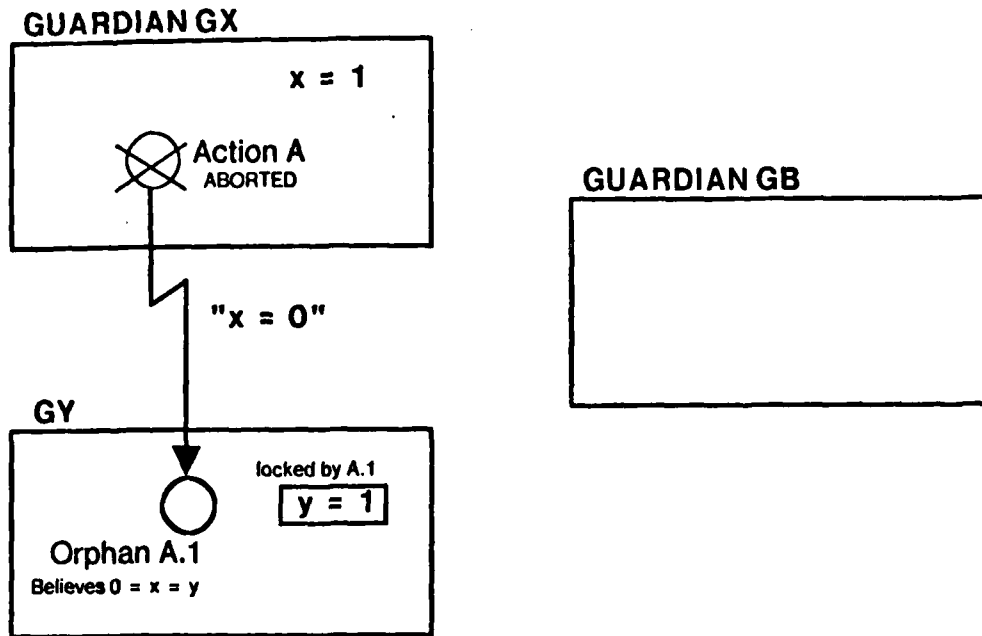 GUARDIAN GX
x = 1
Action A
ABORTED
GUARDIAN GB
"x = 0"
GY
locked by A.1
y = 1
Orphan A.1
Believes 0 = x = y